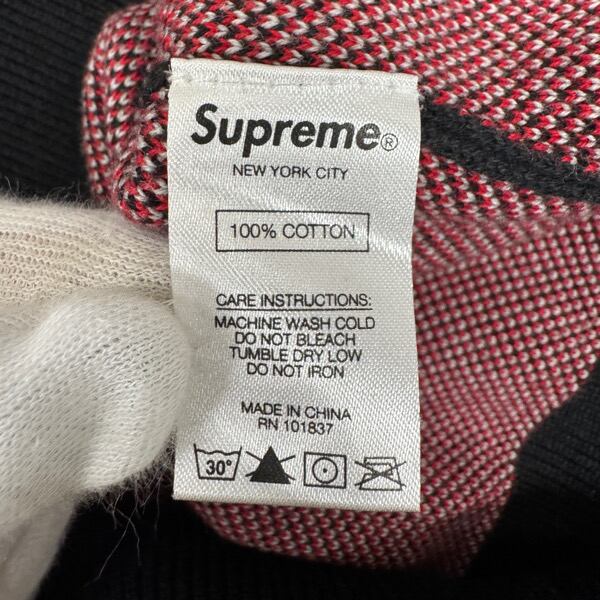 Supreme®
NEW YORK CITY
100% COTTON
CARE INSTRUCTIONS:
MACHINE WASH COLD
DO NOT BLEACH
TUMBLE DRY LOW
DO NOT IRON
MADE IN CHINA
RN 101837
30°